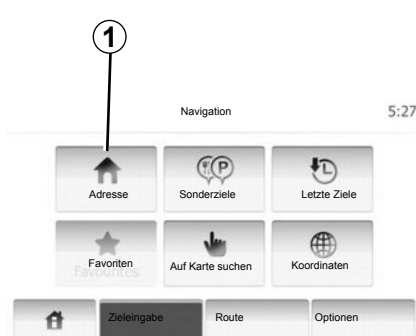 1
Navigation 5:27
Adresse Sonderziele Letzte Ziele
Favoriten Auf Karte suchen Koordinaten
Favourites
Zieleingabe Route Optionen